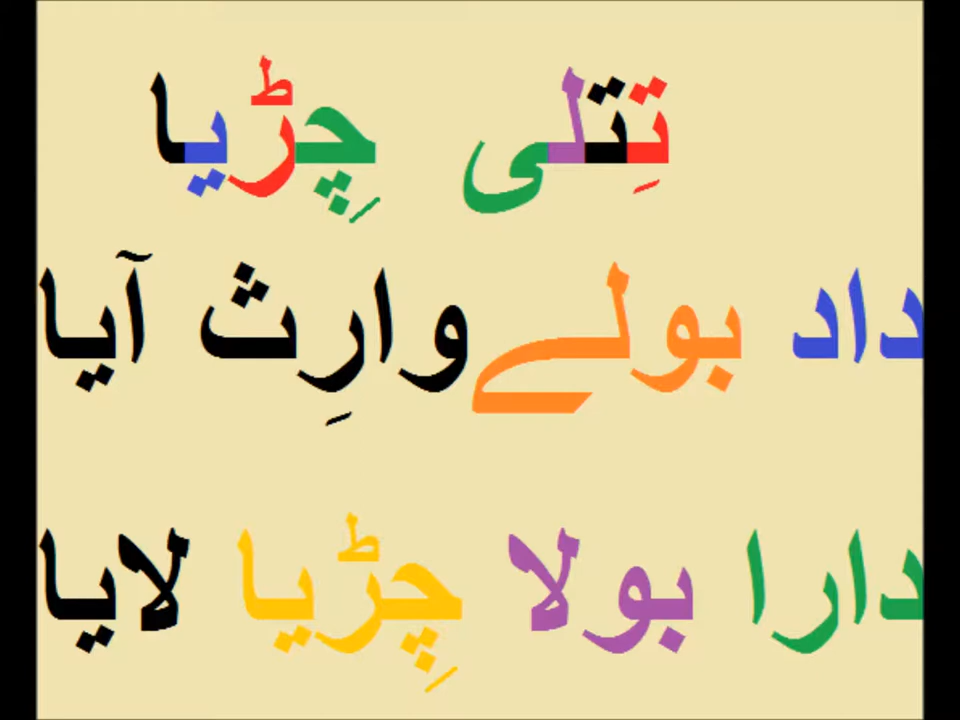 تِتلی چِڑیا
داد بولے وارِث آیا
دارا بولا چِڑیا لایا